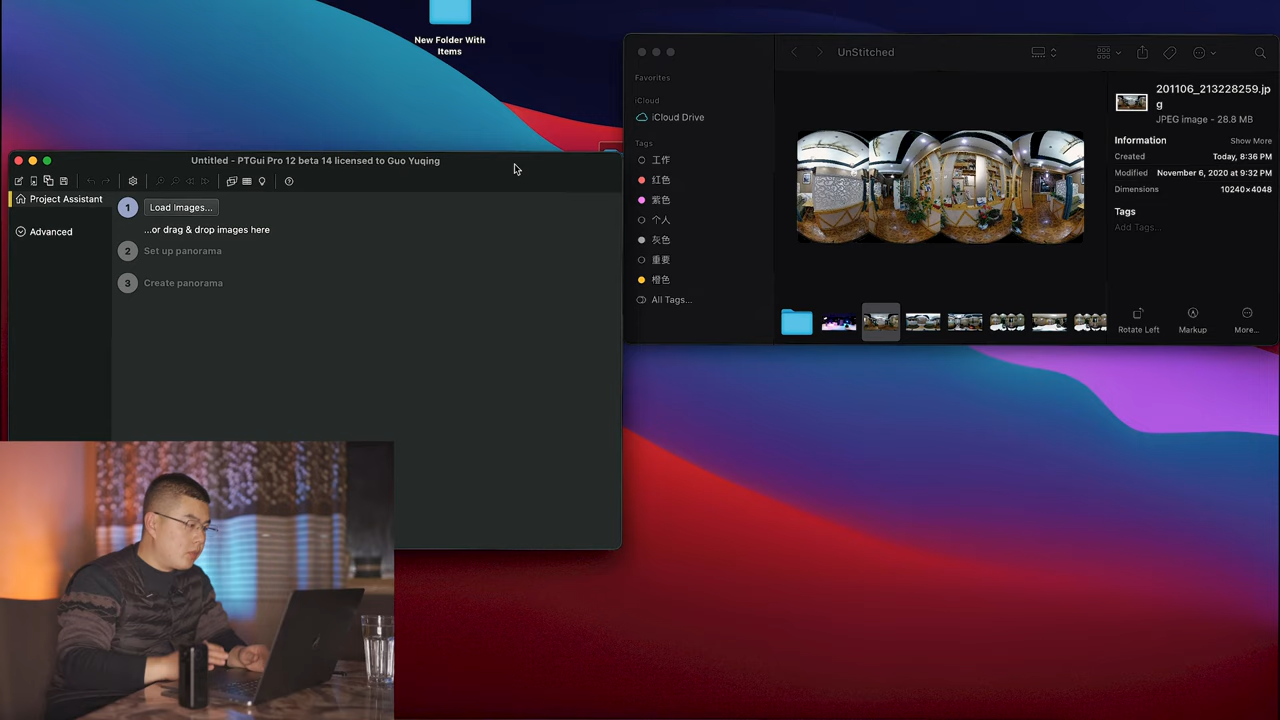 New Folder With
Items
Untitled - PTGui Pro 12 beta 14 licensed to Guo Yuqing
Project Assistant
Advanced
1
Load Images...
...or drag & drop images here
2
Set up panorama
3
Create panorama
UnStitched
Favorites
iCloud
iCloud Drive
Tags
工作
红色
紫色
个人
灰色
重要
橙色
All Tags...
201106_213228259.jp
g
JPEG image - 28.8 MB
Information
Show More
Created
Today, 8:36 PM
Modified
November 6, 2020 at 9:32 PM
Dimensions
10240×4048
Tags
Add Tags...
Rotate Left
Markup
More...